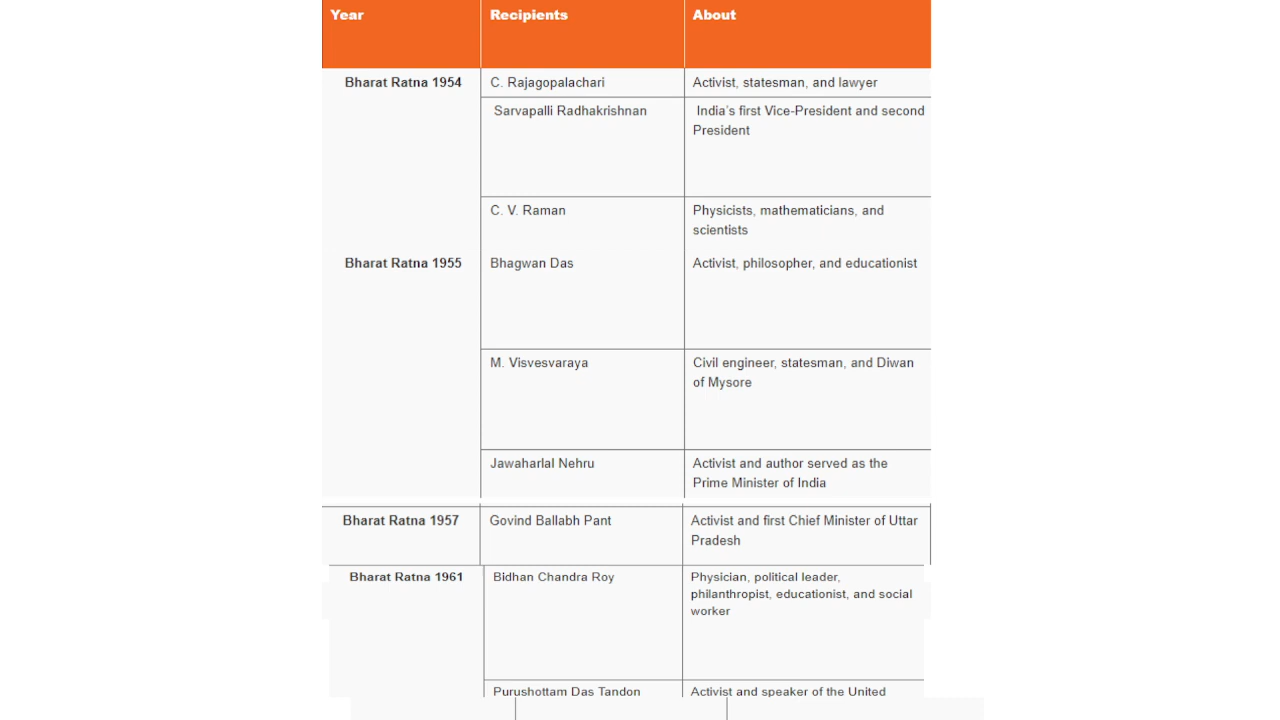 Year Recipients About
Bharat Ratna 1954 C. Rajagopalachari Activist, statesman, and lawyer
Sarvapalli Radhakrishnan India's first Vice-President and second
President
C. V. Raman Physicists, mathematicians, and
scientists
Bharat Ratna 1955 Bhagwan Das Activist, philosopher, and educationist
M. Visvesvaraya Civil engineer, statesman, and Diwan
of Mysore
Jawaharlal Nehru Activist and author served as the
Prime Minister of India
Bharat Ratna 1957 Govind Ballabh Pant Activist and first Chief Minister of Uttar
Pradesh
Bharat Ratna 1961 Bidhan Chandra Roy Physician, political leader,
philanthropist, educationist, and social
worker
Purushottam Das Tandon Activist and speaker of the United